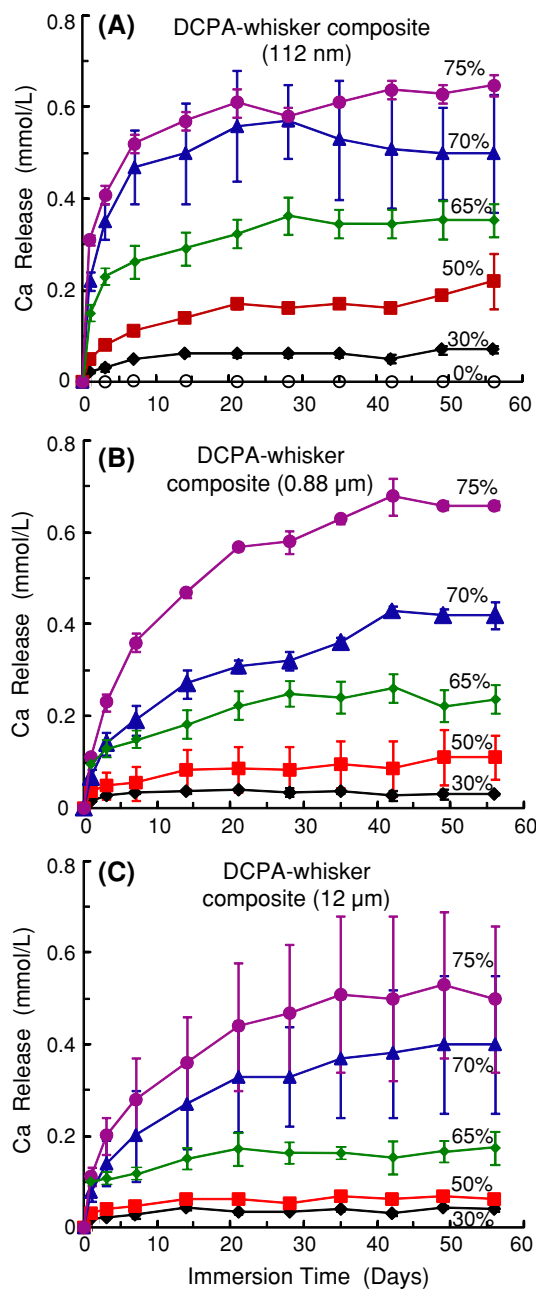 (A)
DCPA-whisker composite
(112 nm)
75%
70%
65%
50%
30%
0%
Ca Release (mmol/L)
0.8
0.6
0.4
0.2
0
0 10 20 30 40 50 60
(B)
DCPA-whisker
composite (0.88 µm)
75%
70%
65%
50%
30%
Ca Release (mmol/L)
0.8
0.6
0.4
0.2
0
0 10 20 30 40 50 60
(C)
DCPA-whisker
composite (12 µm)
75%
70%
65%
50%
30%
Ca Release (mmol/L)
0.8
0.6
0.4
0.2
0
0 10 20 30 40 50 60
Immersion Time (Days)